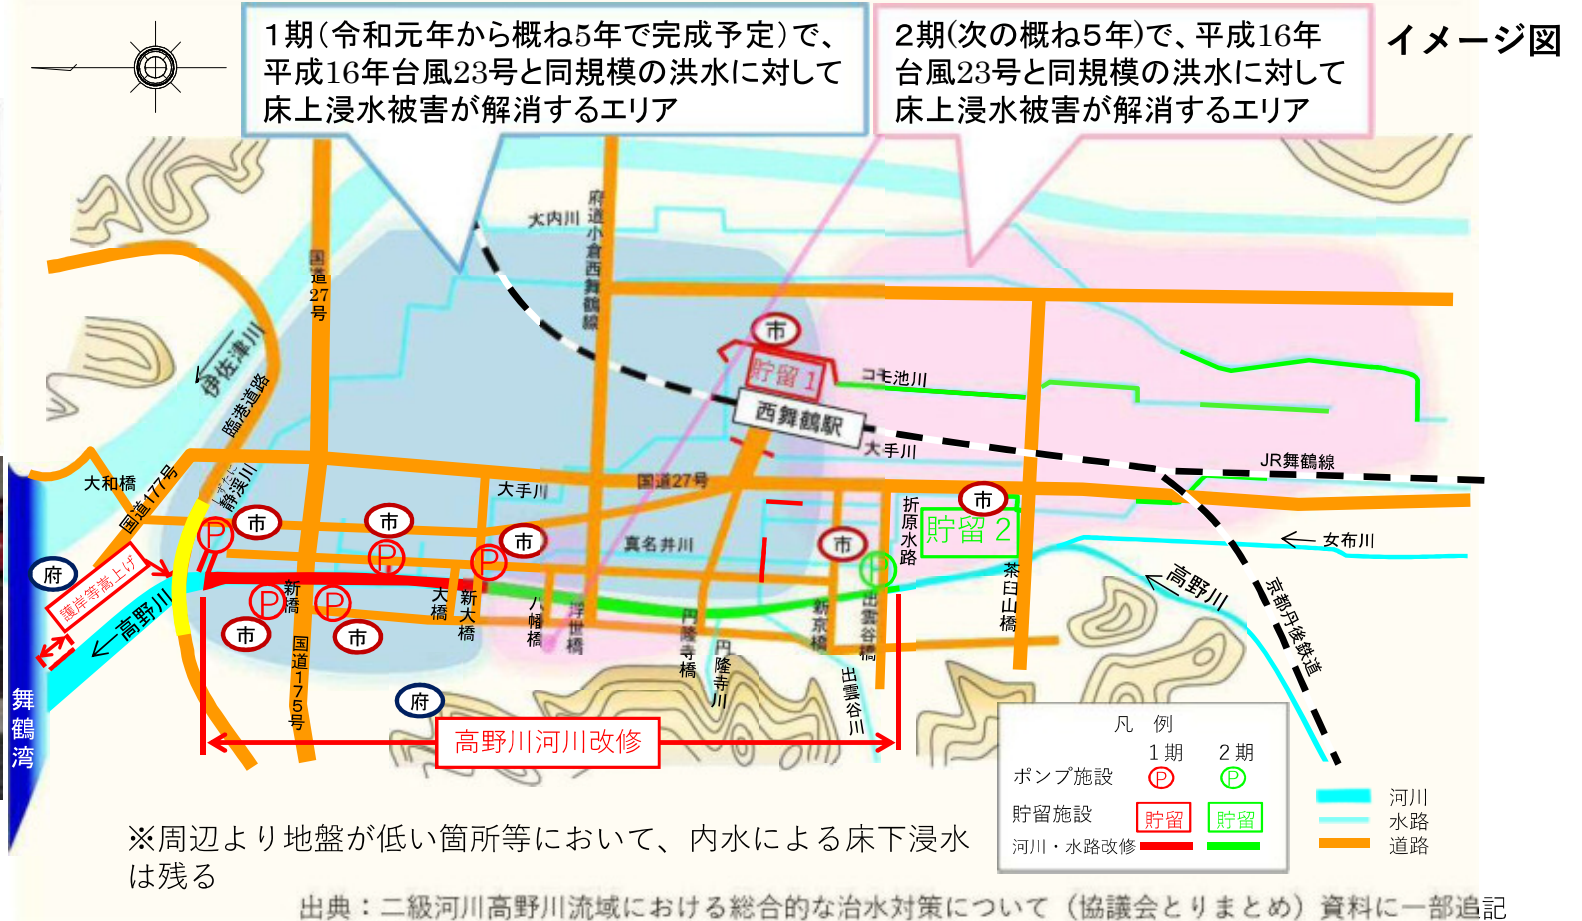 1期（令和元年から概ね5年で完成予定）で、
平成16年台風23号と同規模の洪水に対して
床上浸水被害が解消するエリア
2期(次の概ね５年)で、平成16年
台風23号と同規模の洪水に対して
床上浸水被害が解消するエリア
イメージ図
大内川
府道小倉西舞鶴線
国道27号
伊佐津川
臨港道路
市
貯留１
コモ池川
西舞鶴駅
大手川
JR舞鶴線
大和橋
国道177号
静渓川
大手川
国道27号
折原水路
市
貯留２
市
市
市
市
P
P
P
P
P
P
真名井川
女布川
府
護岸等嵩上げ
高野川
新橋
大橋
新大橋
八幡橋
浮世橋
円隆寺橋
新京橋
出雲谷橋
茶臼山橋
高野川
京都丹後鉄道
市
市
国道175号
円隆寺川
出雲谷川
舞鶴湾
府
高野川河川改修
凡　例
１期　２期
ポンプ施設 P P
貯留施設 貯留 貯留
河川・水路改修
河川
水路
道路
※周辺より地盤が低い箇所等において、内水による床下浸水
は残る
出典：二級河川高野川流域における総合的な治水対策について（協議会とりまとめ）資料に一部追記